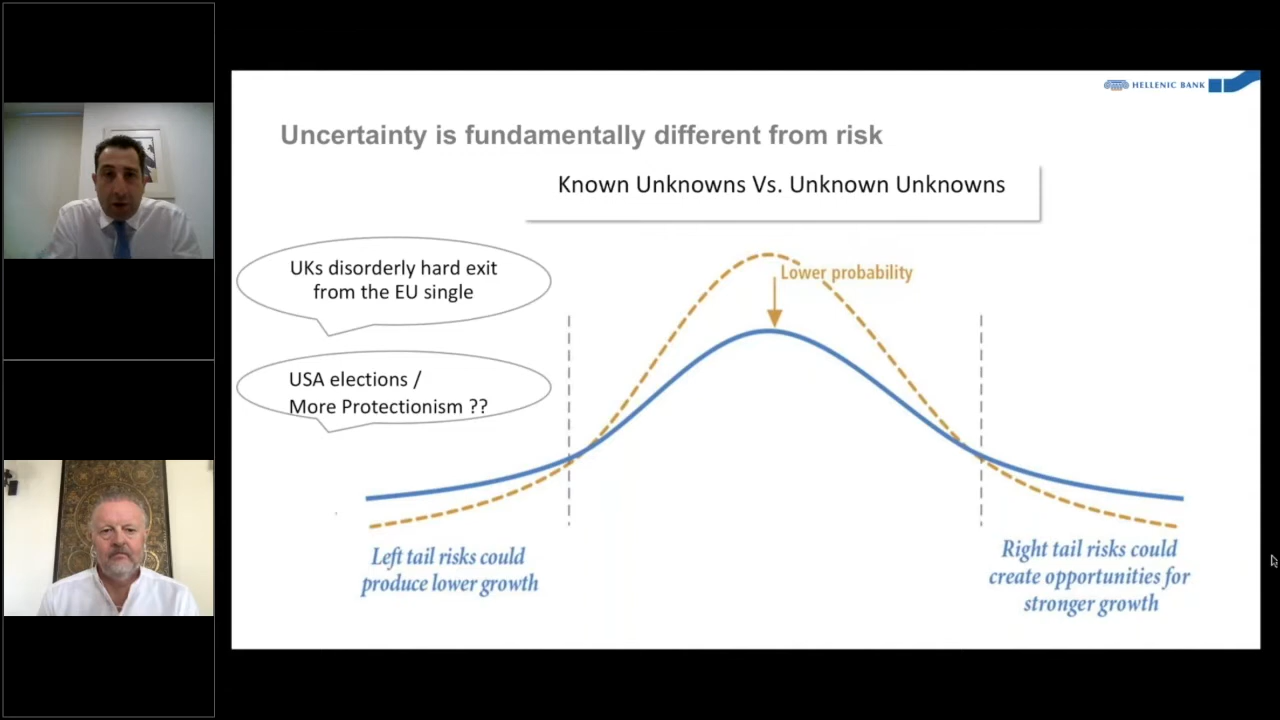 HELLENIC BANK
Uncertainty is fundamentally different from risk
Known Unknowns Vs. Unknown Unknowns
UKs disorderly hard exit
from the EU single
Lower probability
USA elections /
More Protectionism ??
Left tail risks could
produce lower growth
Right tail risks could
create opportunities for
stronger growth